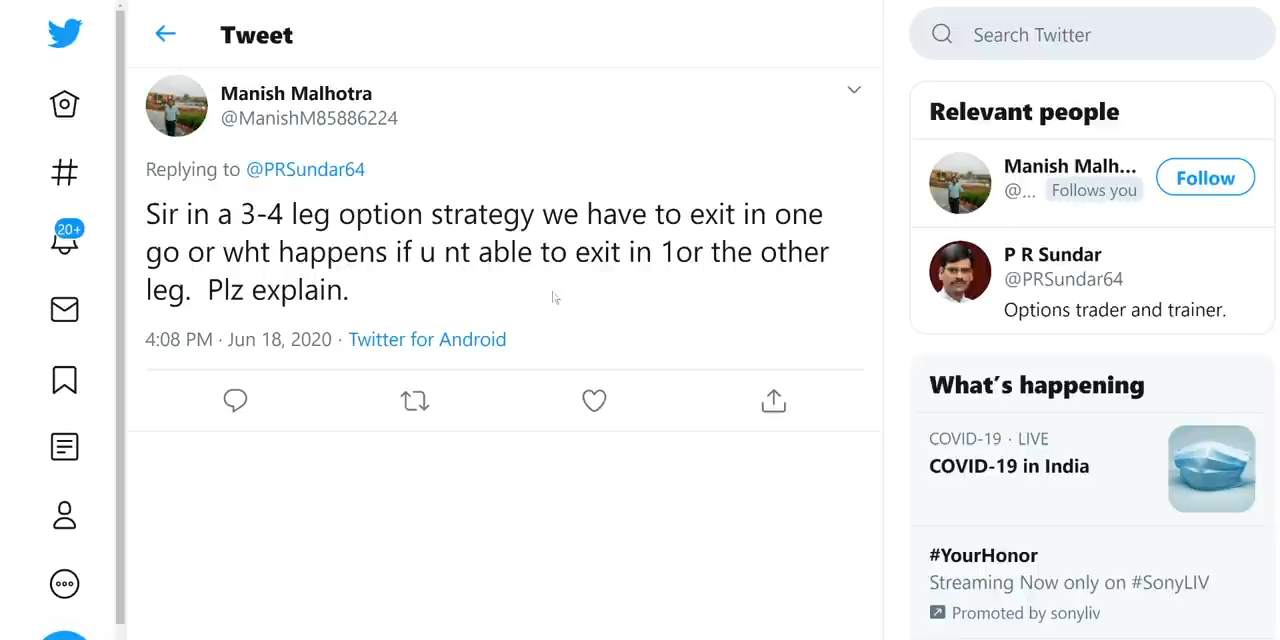 Tweet
Search Twitter
Manish Malhotra
@ManishM85886224
Replying to @PRSundar64
Sir in a 3-4 leg option strategy we have to exit in one
go or wht happens if u nt able to exit in 1or the other
leg.  Plz explain.
4:08 PM · Jun 18, 2020 · Twitter for Android
20+
Relevant people
Manish Malh...
@... Follows you
Follow
P R Sundar
@PRSundar64
Options trader and trainer.
What's happening
COVID-19 · LIVE
COVID-19 in India
#YourHonor
Streaming Now only on #SonyLIV
Promoted by sonyliv